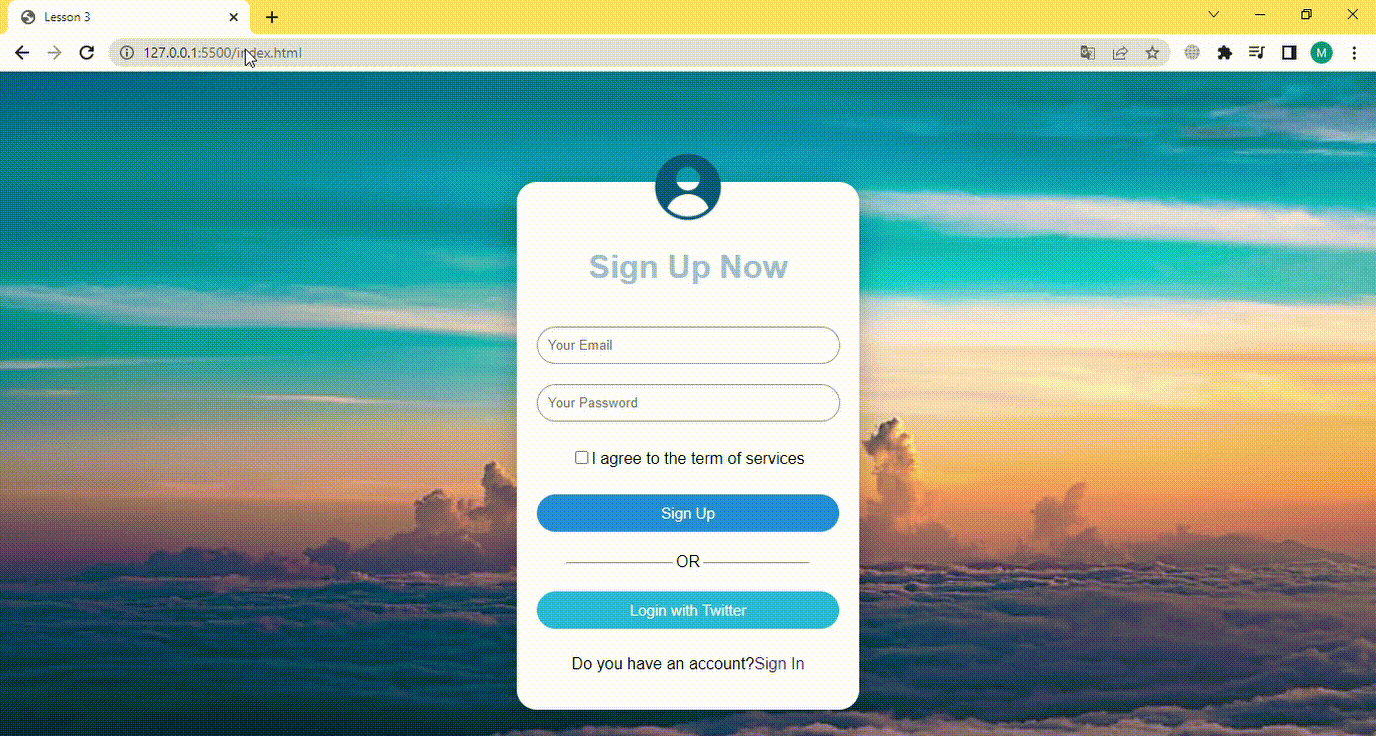 Lesson 3
127.0.0.1:5500/index.html
M
Sign Up Now
Your Email
Your Password
I agree to the term of services
Sign Up
OR
Login with Twitter
Do you have an account?Sign In